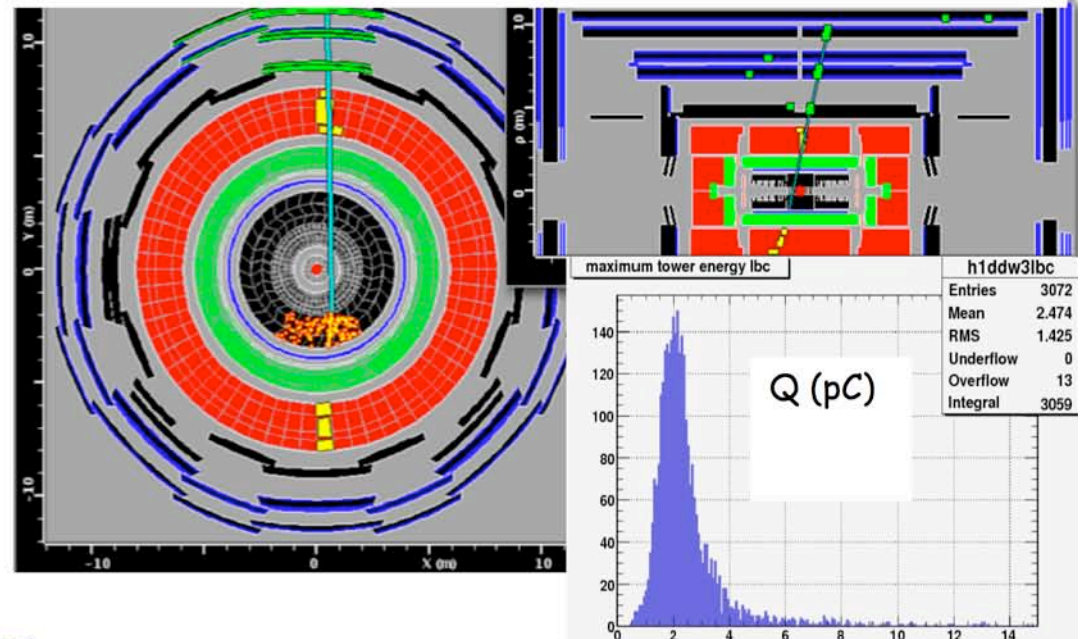 10
Y (m)
0
-10
-10
0
X (m)
10
10
ρ (m)
0
maximum tower energy lbc
h1ddw3lbc
Entries 3072
Mean 2.474
RMS 1.425
Underflow 0
Overflow 13
Integral 3059
Q (pC)
140
120
100
80
60
40
20
0
0 2 4 6 8 10 12 14